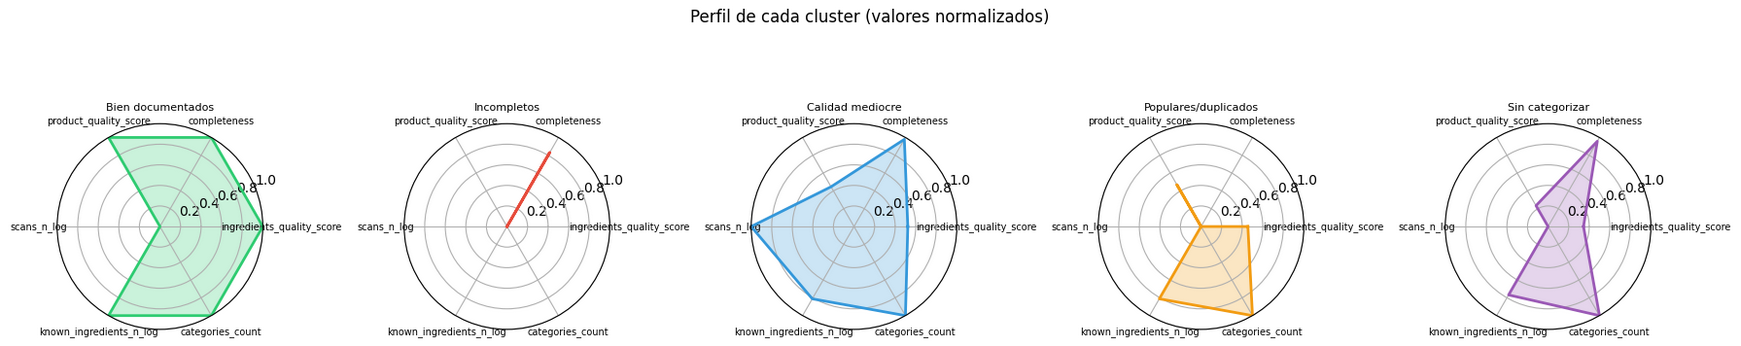 Perfil de cada cluster (valores normalizados)
Bien documentados
product_quality_score
completeness
scans_n_log
ingredients_quality_score
known_ingredients_n_log
categories_count
0.2
0.4
0.6
0.8
1.0
Incompletos
product_quality_score
completeness
scans_n_log
ingredients_quality_score
known_ingredients_n_log
categories_count
0.2
0.4
0.6
0.8
1.0
Calidad mediocre
product_quality_score
completeness
scans_n_log
ingredients_quality_score
known_ingredients_n_log
categories_count
0.2
0.4
0.6
0.8
1.0
Populares/duplicados
product_quality_score
completeness
scans_n_log
ingredients_quality_score
known_ingredients_n_log
categories_count
0.2
0.4
0.6
0.8
1.0
Sin categorizar
product_quality_score
completeness
scans_n_log
ingredients_quality_score
known_ingredients_n_log
categories_count
0.2
0.4
0.6
0.8
1.0